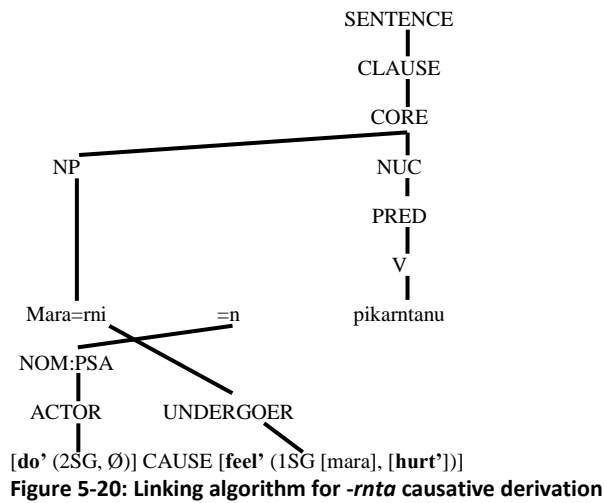 SENTENCE
CLAUSE
CORE
NP NUC
PRED
V
Mara=rni =n pikarntanu
NOM:PSA
ACTOR UNDERGOER
[do’ (2SG, Ø)] CAUSE [feel’ (1SG [mara], [hurt’])]
Figure 5-20: Linking algorithm for -rnta causative derivation